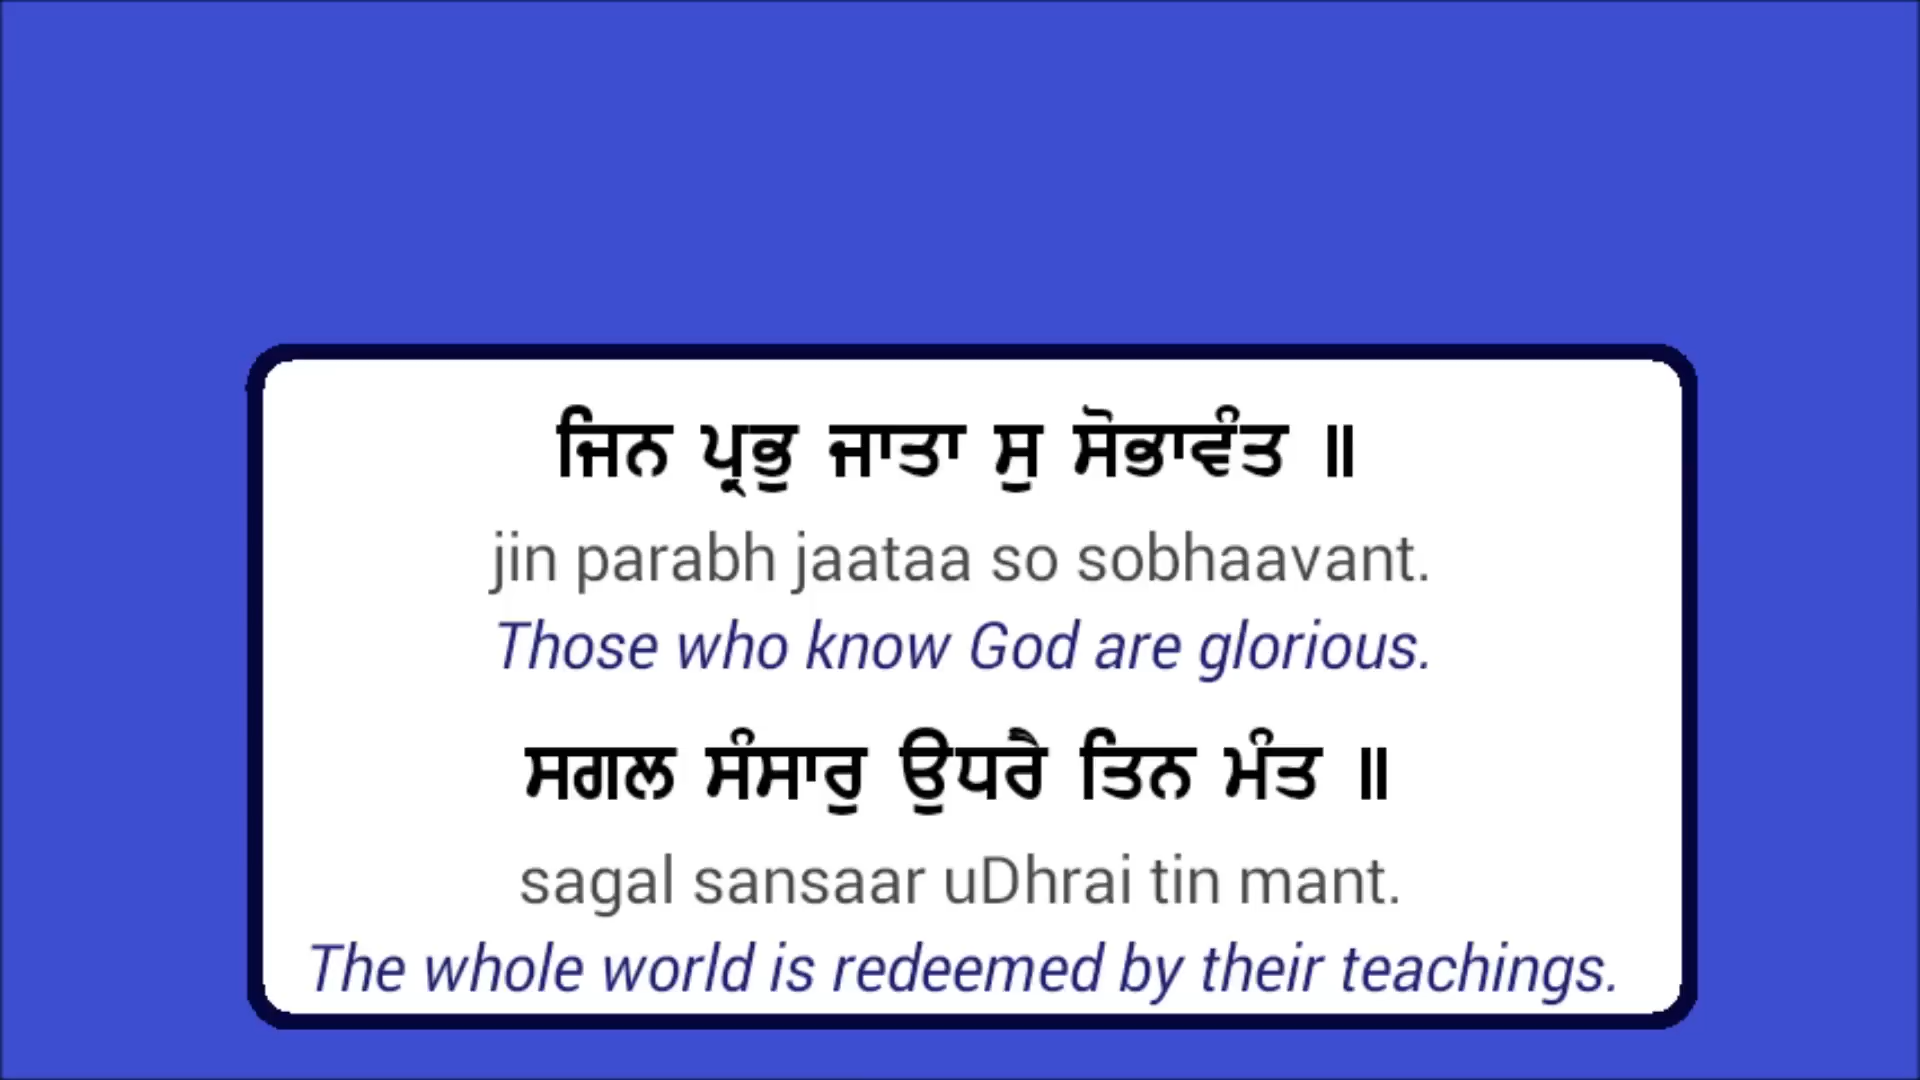 ਜਿਨ ਪ੍ਰਭੁ ਜਾਤਾ ਸੁ ਸੋਭਾਵੰਤ ॥
jin parabh jaataa so sobhaavant.
Those who know God are glorious.
ਸਗਲ ਸੰਸਾਰੁ ਉਧਰੈ ਤਿਨ ਮੰਤ ॥
sagal sansaar uDhrai tin mant.
The whole world is redeemed by their teachings.